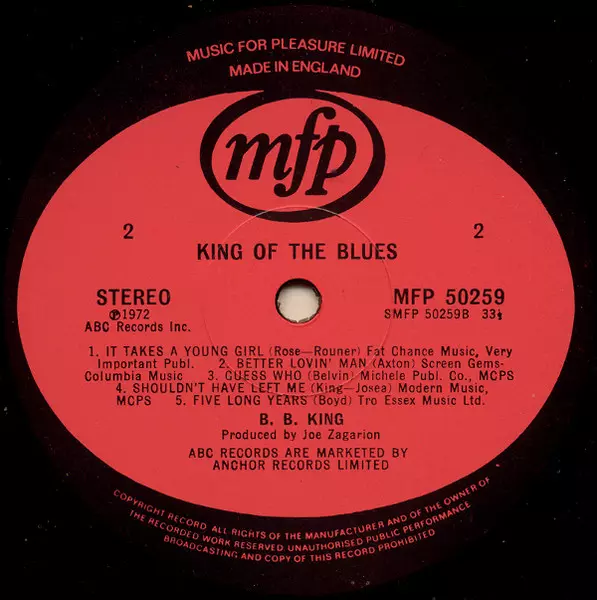 MUSIC FOR PLEASURE LIMITED
MADE IN ENGLAND
mfp
2 2
KING OF THE BLUES
STEREO MFP 50259
℗1972 SMFP 50259B 33⅓
ABC Records Inc.
1. IT TAKES A YOUNG GIRL (Rose—Rouner) Fat Chance Music, Very
Important Publ. 2. BETTER LOVIN' MAN (Axton) Screen Gems-
Columbia Music 3. GUESS WHO (Belvin) Michele Publ. Co., MCPS
4. SHOULDN'T HAVE LEFT ME (King—Josea) Modern Music,
MCPS 5. FIVE LONG YEARS (Boyd) Tro Essex Music Ltd.
B. B. KING
Produced by Joe Zagarion
ABC RECORDS ARE MARKETED BY
ANCHOR RECORDS LIMITED
COPYRIGHT RECORD ALL RIGHTS OF THE MANUFACTURER AND OF THE OWNER OF
THE RECORDED WORK RESERVED UNAUTHORISED PUBLIC PERFORMANCE
BROADCASTING AND COPY OF THIS RECORD PROHIBITED